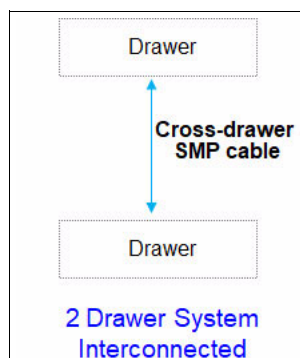 Drawer
Cross-drawer
SMP cable
Drawer
2 Drawer System
Interconnected